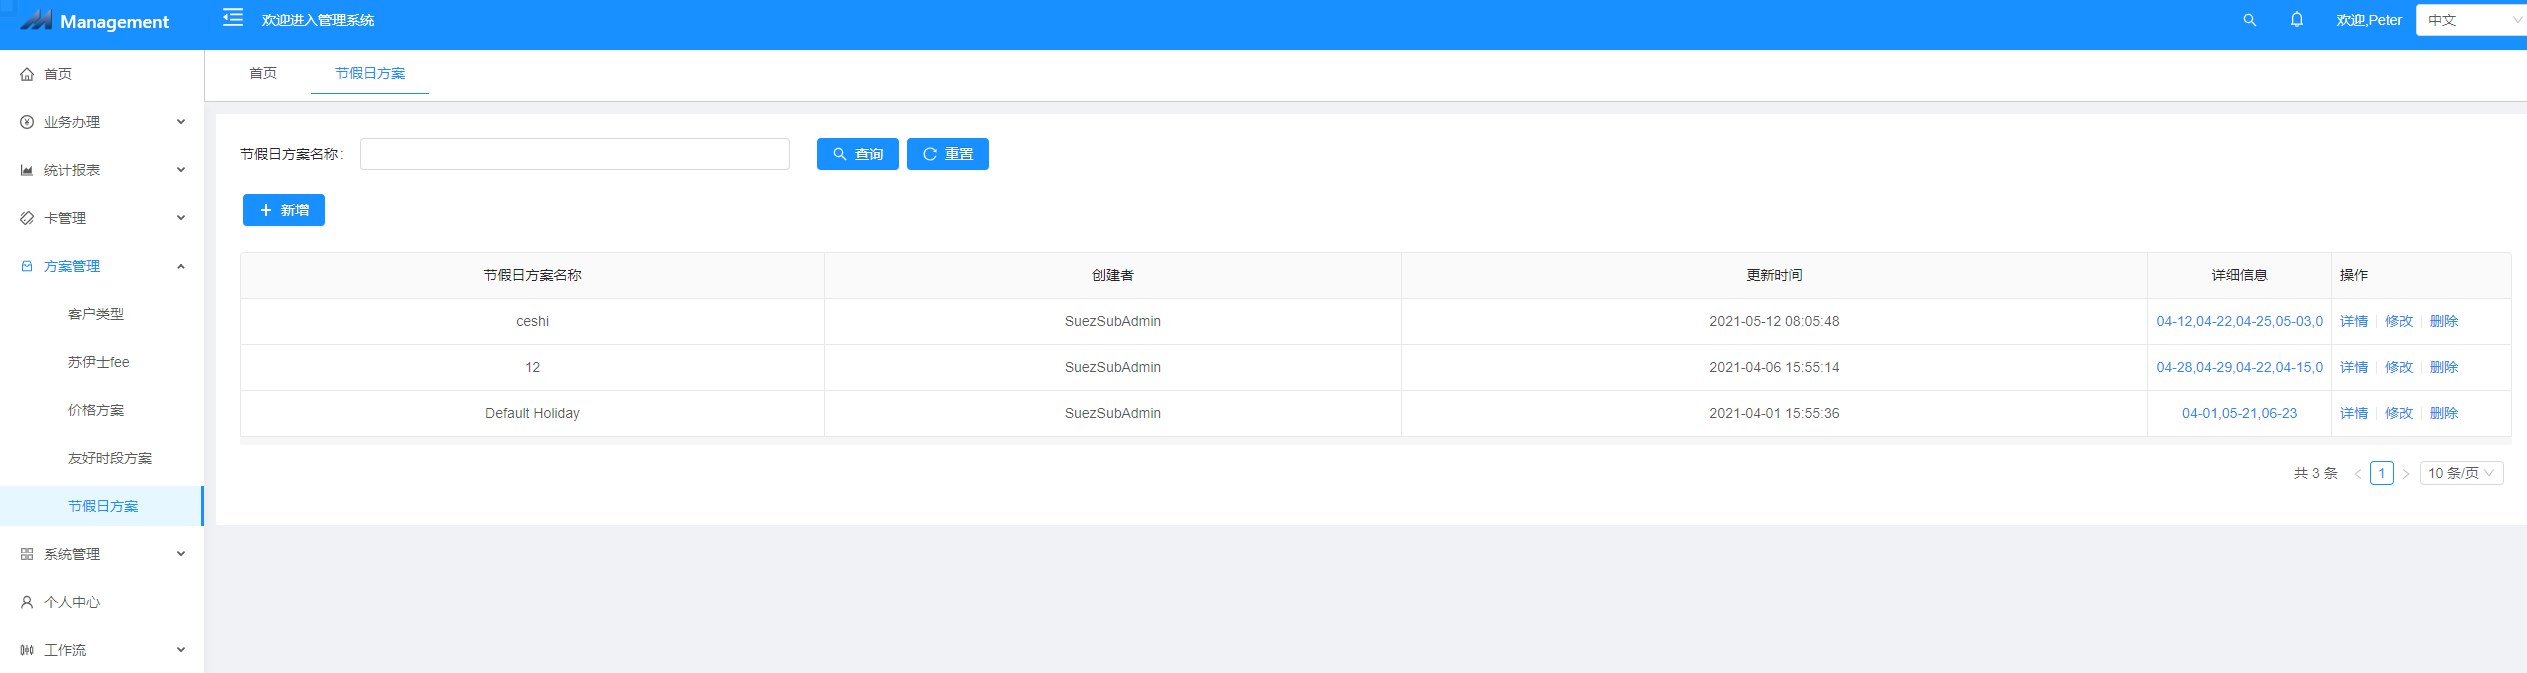 Management 欢迎进入管理系统 欢迎,Peter 中文
首页
业务办理
统计报表
卡管理
方案管理
客户类型
苏伊士fee
价格方案
友好时段方案
节假日方案
系统管理
个人中心
工作流
首页 节假日方案
节假日方案名称: 查询 重置
新增
节假日方案名称 创建者 更新时间 详细信息 操作
ceshi SuezSubAdmin 2021-05-12 08:05:48 04-12,04-22,04-25,05-03,0 详情 修改 删除
12 SuezSubAdmin 2021-04-06 15:55:14 04-28,04-29,04-22,04-15,0 详情 修改 删除
Default Holiday SuezSubAdmin 2021-04-01 15:55:36 04-01,05-21,06-23 详情 修改 删除
共 3 条 < 1 > 10 条/页